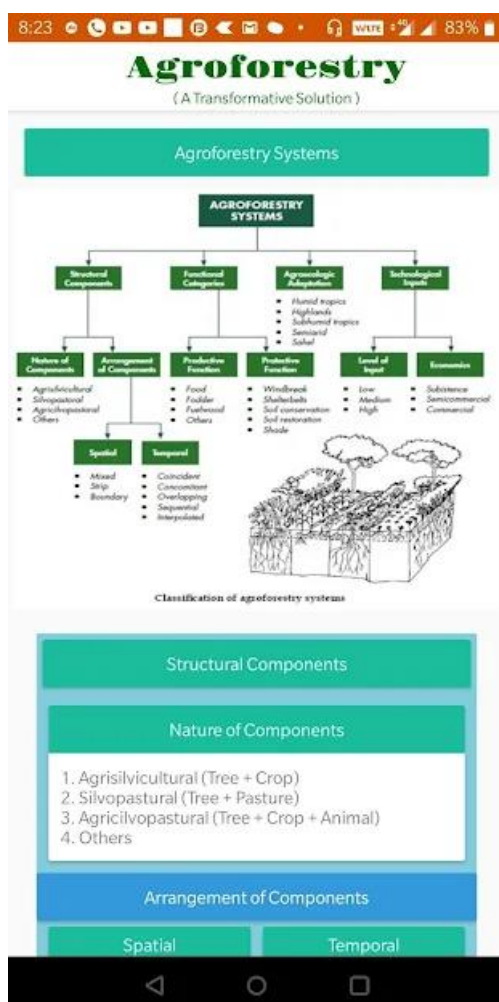 8:23
VoLTE
4G
83%
Agroforestry
( A Transformative Solution )
Agroforestry Systems
AGROFORESTRY
SYSTEMS
Structural
Components
Functional
Categories
Agroecologic
Adaptation
Technological
Inputs
• Humid tropics
• Highlands
• Subhumid tropics
• Semiarid
• Sahel
Nature of
Components
Arrangement
of Components
Productive
Function
Protective
Function
Level of
Input
Economics
• Agrisilvicultural
• Silvopastoral
• Others
• Food
• Fodder
• Fuelwood
• Others
• Windbreak
• Shelterbelts
• Soil conservation
• Soil restoration
• Shade
• Low
• Medium
• High
• Subsistence
• Semicommercial
• Commercial
Spatial
Temporal
• Mixed
• Strip
• Boundary
• Coincident
• Concomitant
• Overlapping
• Sequential
• Interpolated
Classification of agroforestry systems
Structural Components
Nature of Components
1. Agrisilvicultural (Tree + Crop)
2. Silvopastural (Tree + Pasture)
3. Agricilvopastural (Tree + Crop + Animal)
4. Others
Arrangement of Components
Spatial
Temporal